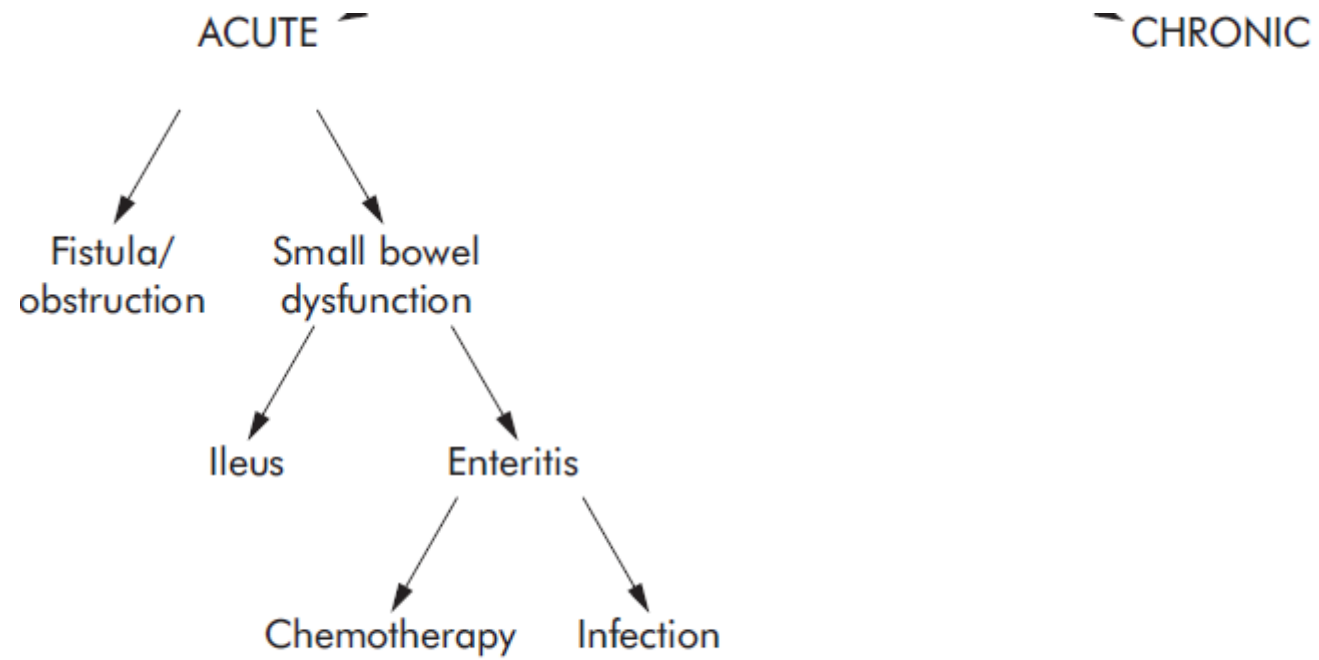 ACUTE
CHRONIC
Fistula/
obstruction
Small bowel
dysfunction
Ileus
Enteritis
Chemotherapy
Infection